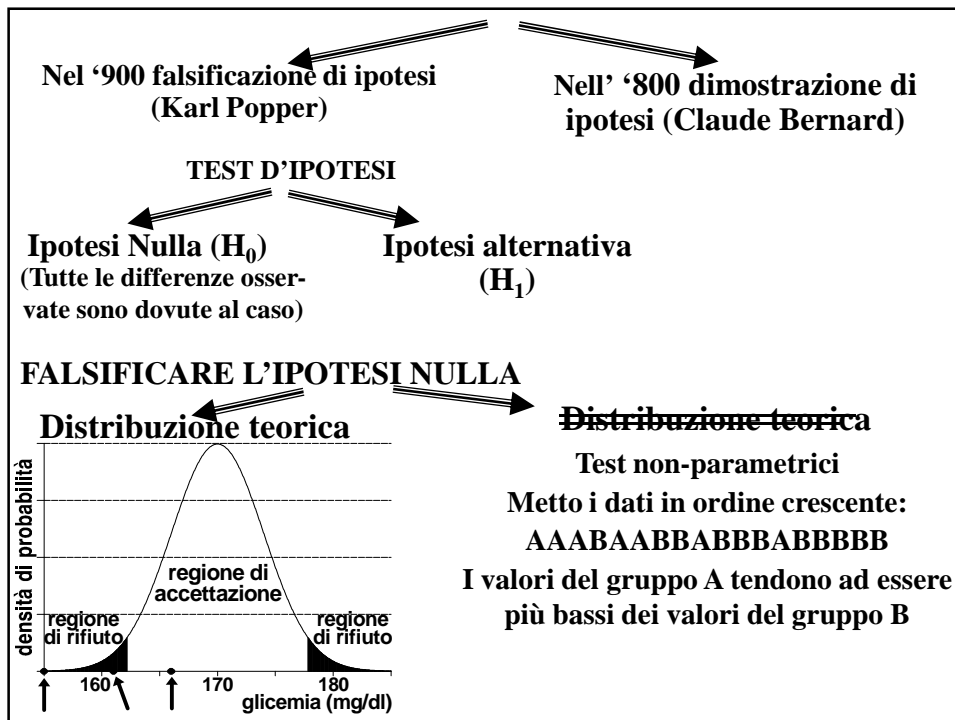 Nel ‘900 falsificazione di ipotesi
(Karl Popper)
Nell’ ‘800 dimostrazione di
ipotesi (Claude Bernard)
TEST D’IPOTESI
Ipotesi Nulla (H0)
(Tutte le differenze osser-
vate sono dovute al caso)
Ipotesi alternativa
(H1)
FALSIFICARE L’IPOTESI NULLA
Distribuzione teorica
densità di probabilità
regione di
accettazione
regione
di rifiuto
regione
di rifiuto
160 170 180
glicemia (mg/dl)
Distribuzione teorica
Test non-parametrici
Metto i dati in ordine crescente:
AAABAABBABBBABBBBB
I valori del gruppo A tendono ad essere
più bassi dei valori del gruppo B